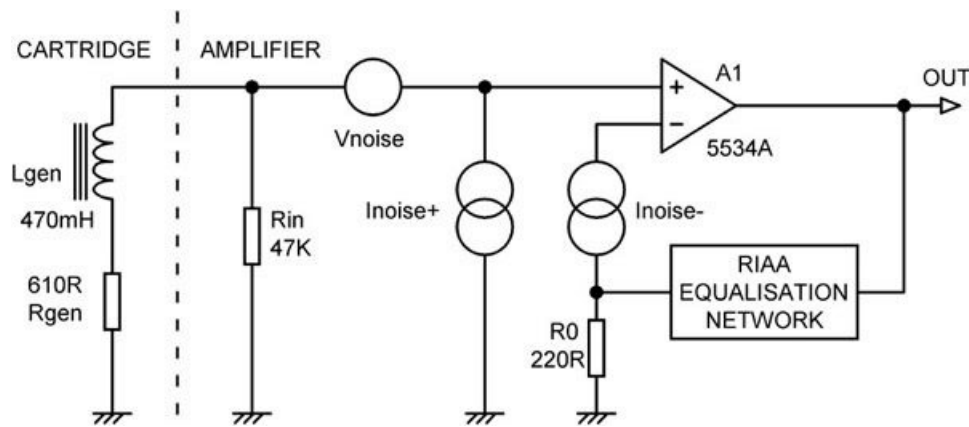 CARTRIDGE
AMPLIFIER
A1
OUT
+
−
5534A
Vnoise
Lgen
470mH
Inoise+
Inoise-
Rin
47K
610R
Rgen
RIAA
EQUALISATION
NETWORK
R0
220R